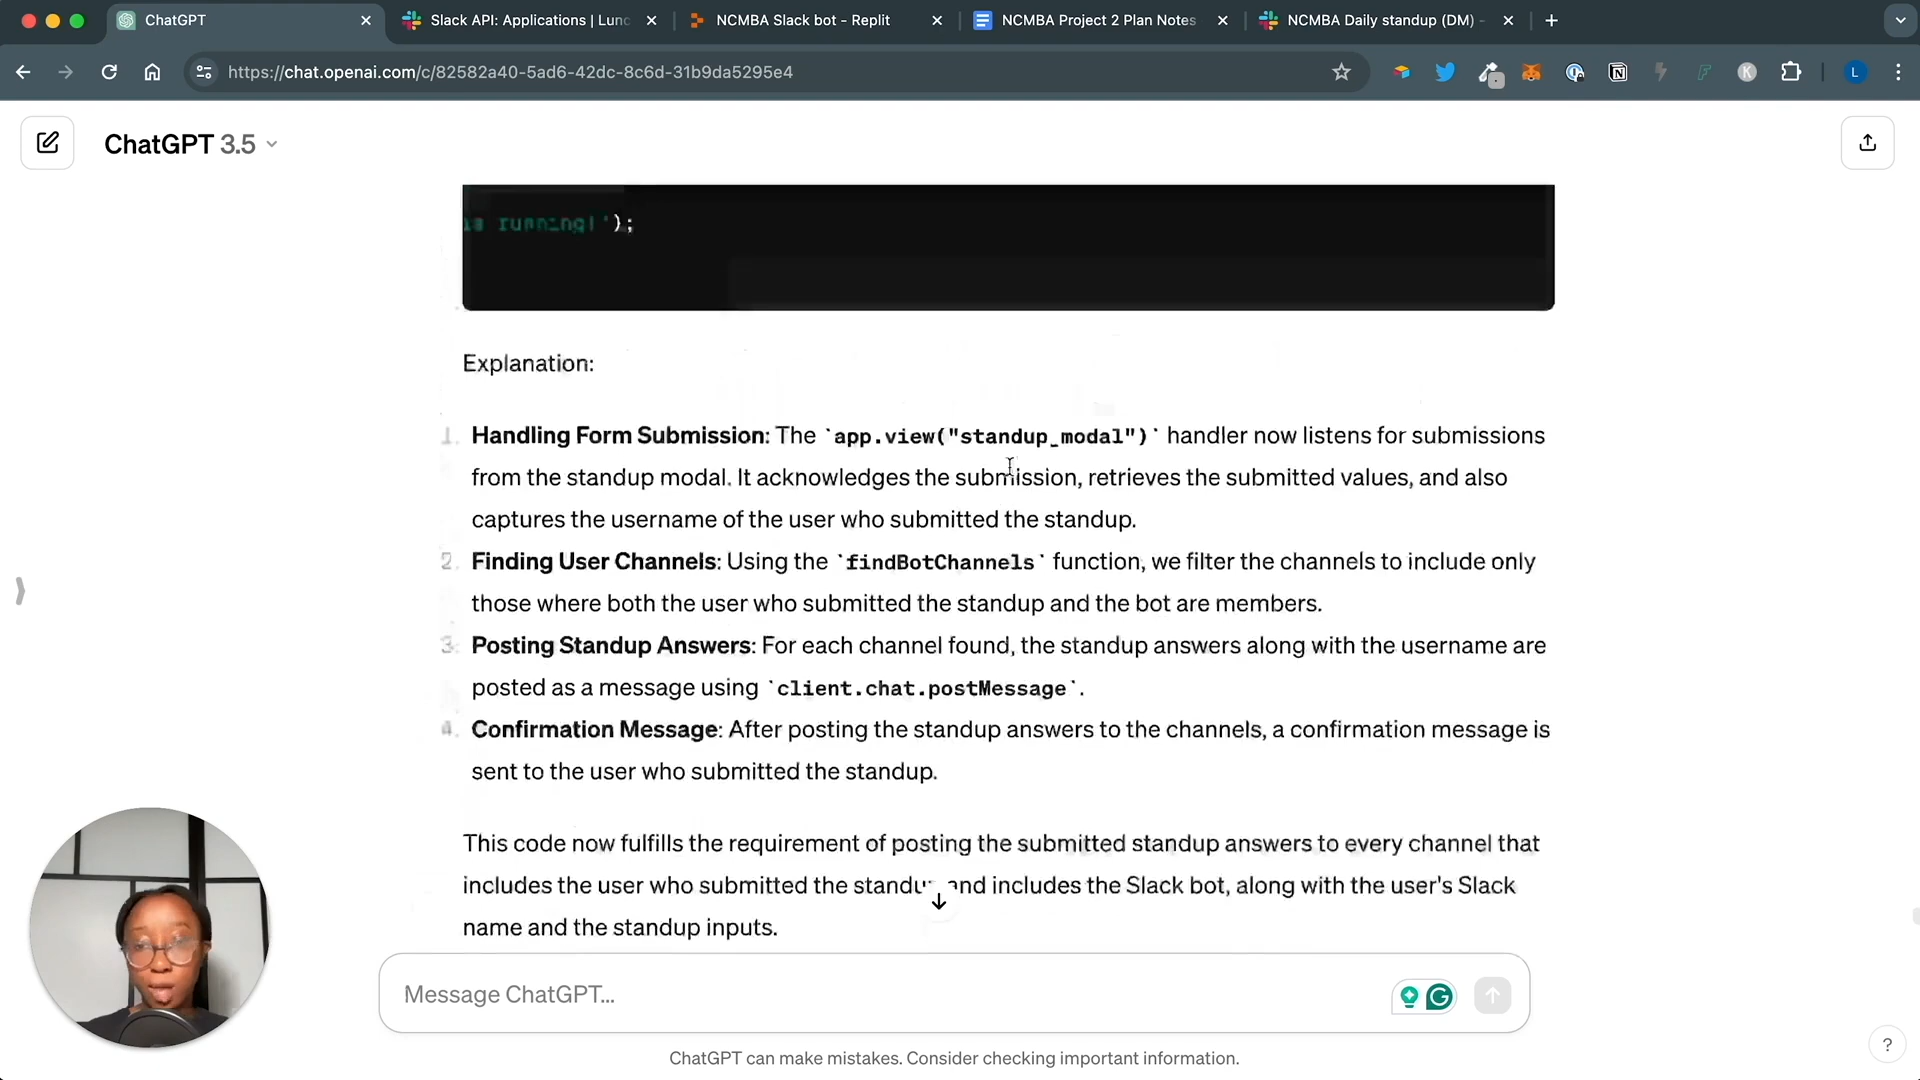 ChatGPT
Slack API: Applications | Lunc
NCMBA Slack bot - Replit
NCMBA Project 2 Plan Notes
NCMBA Daily standup (DM) -
https://chat.openai.com/c/82582a40-5ad6-42dc-8c6d-31b9da5295e4
L
ChatGPT 3.5
is running!');
Explanation:
1. Handling Form Submission: The `app.view("standup_modal")` handler now listens for submissions
from the standup modal. It acknowledges the submission, retrieves the submitted values, and also
captures the username of the user who submitted the standup.
2. Finding User Channels: Using the `findBotChannels` function, we filter the channels to include only
those where both the user who submitted the standup and the bot are members.
3. Posting Standup Answers: For each channel found, the standup answers along with the username are
posted as a message using `client.chat.postMessage`.
4. Confirmation Message: After posting the standup answers to the channels, a confirmation message is
sent to the user who submitted the standup.
This code now fulfills the requirement of posting the submitted standup answers to every channel that
includes the user who submitted the standup and includes the Slack bot, along with the user's Slack
name and the standup inputs.
Message ChatGPT...
ChatGPT can make mistakes. Consider checking important information.
?